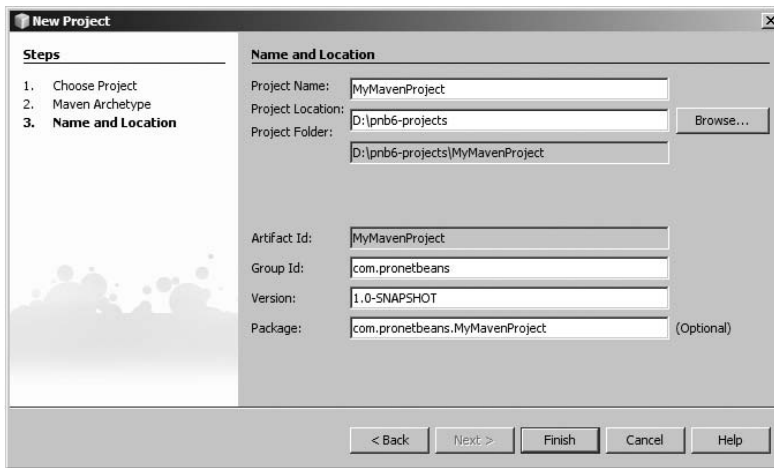 New Project
Steps
1. Choose Project
2. Maven Archetype
3. Name and Location
Name and Location
Project Name: MyMavenProject
Project Location: D:\pnb6-projects Browse...
Project Folder: D:\pnb6-projects\MyMavenProject
Artifact Id: MyMavenProject
Group Id: com.pronetbeans
Version: 1.0-SNAPSHOT
Package: com.pronetbeans.MyMavenProject (Optional)
< Back Next > Finish Cancel Help